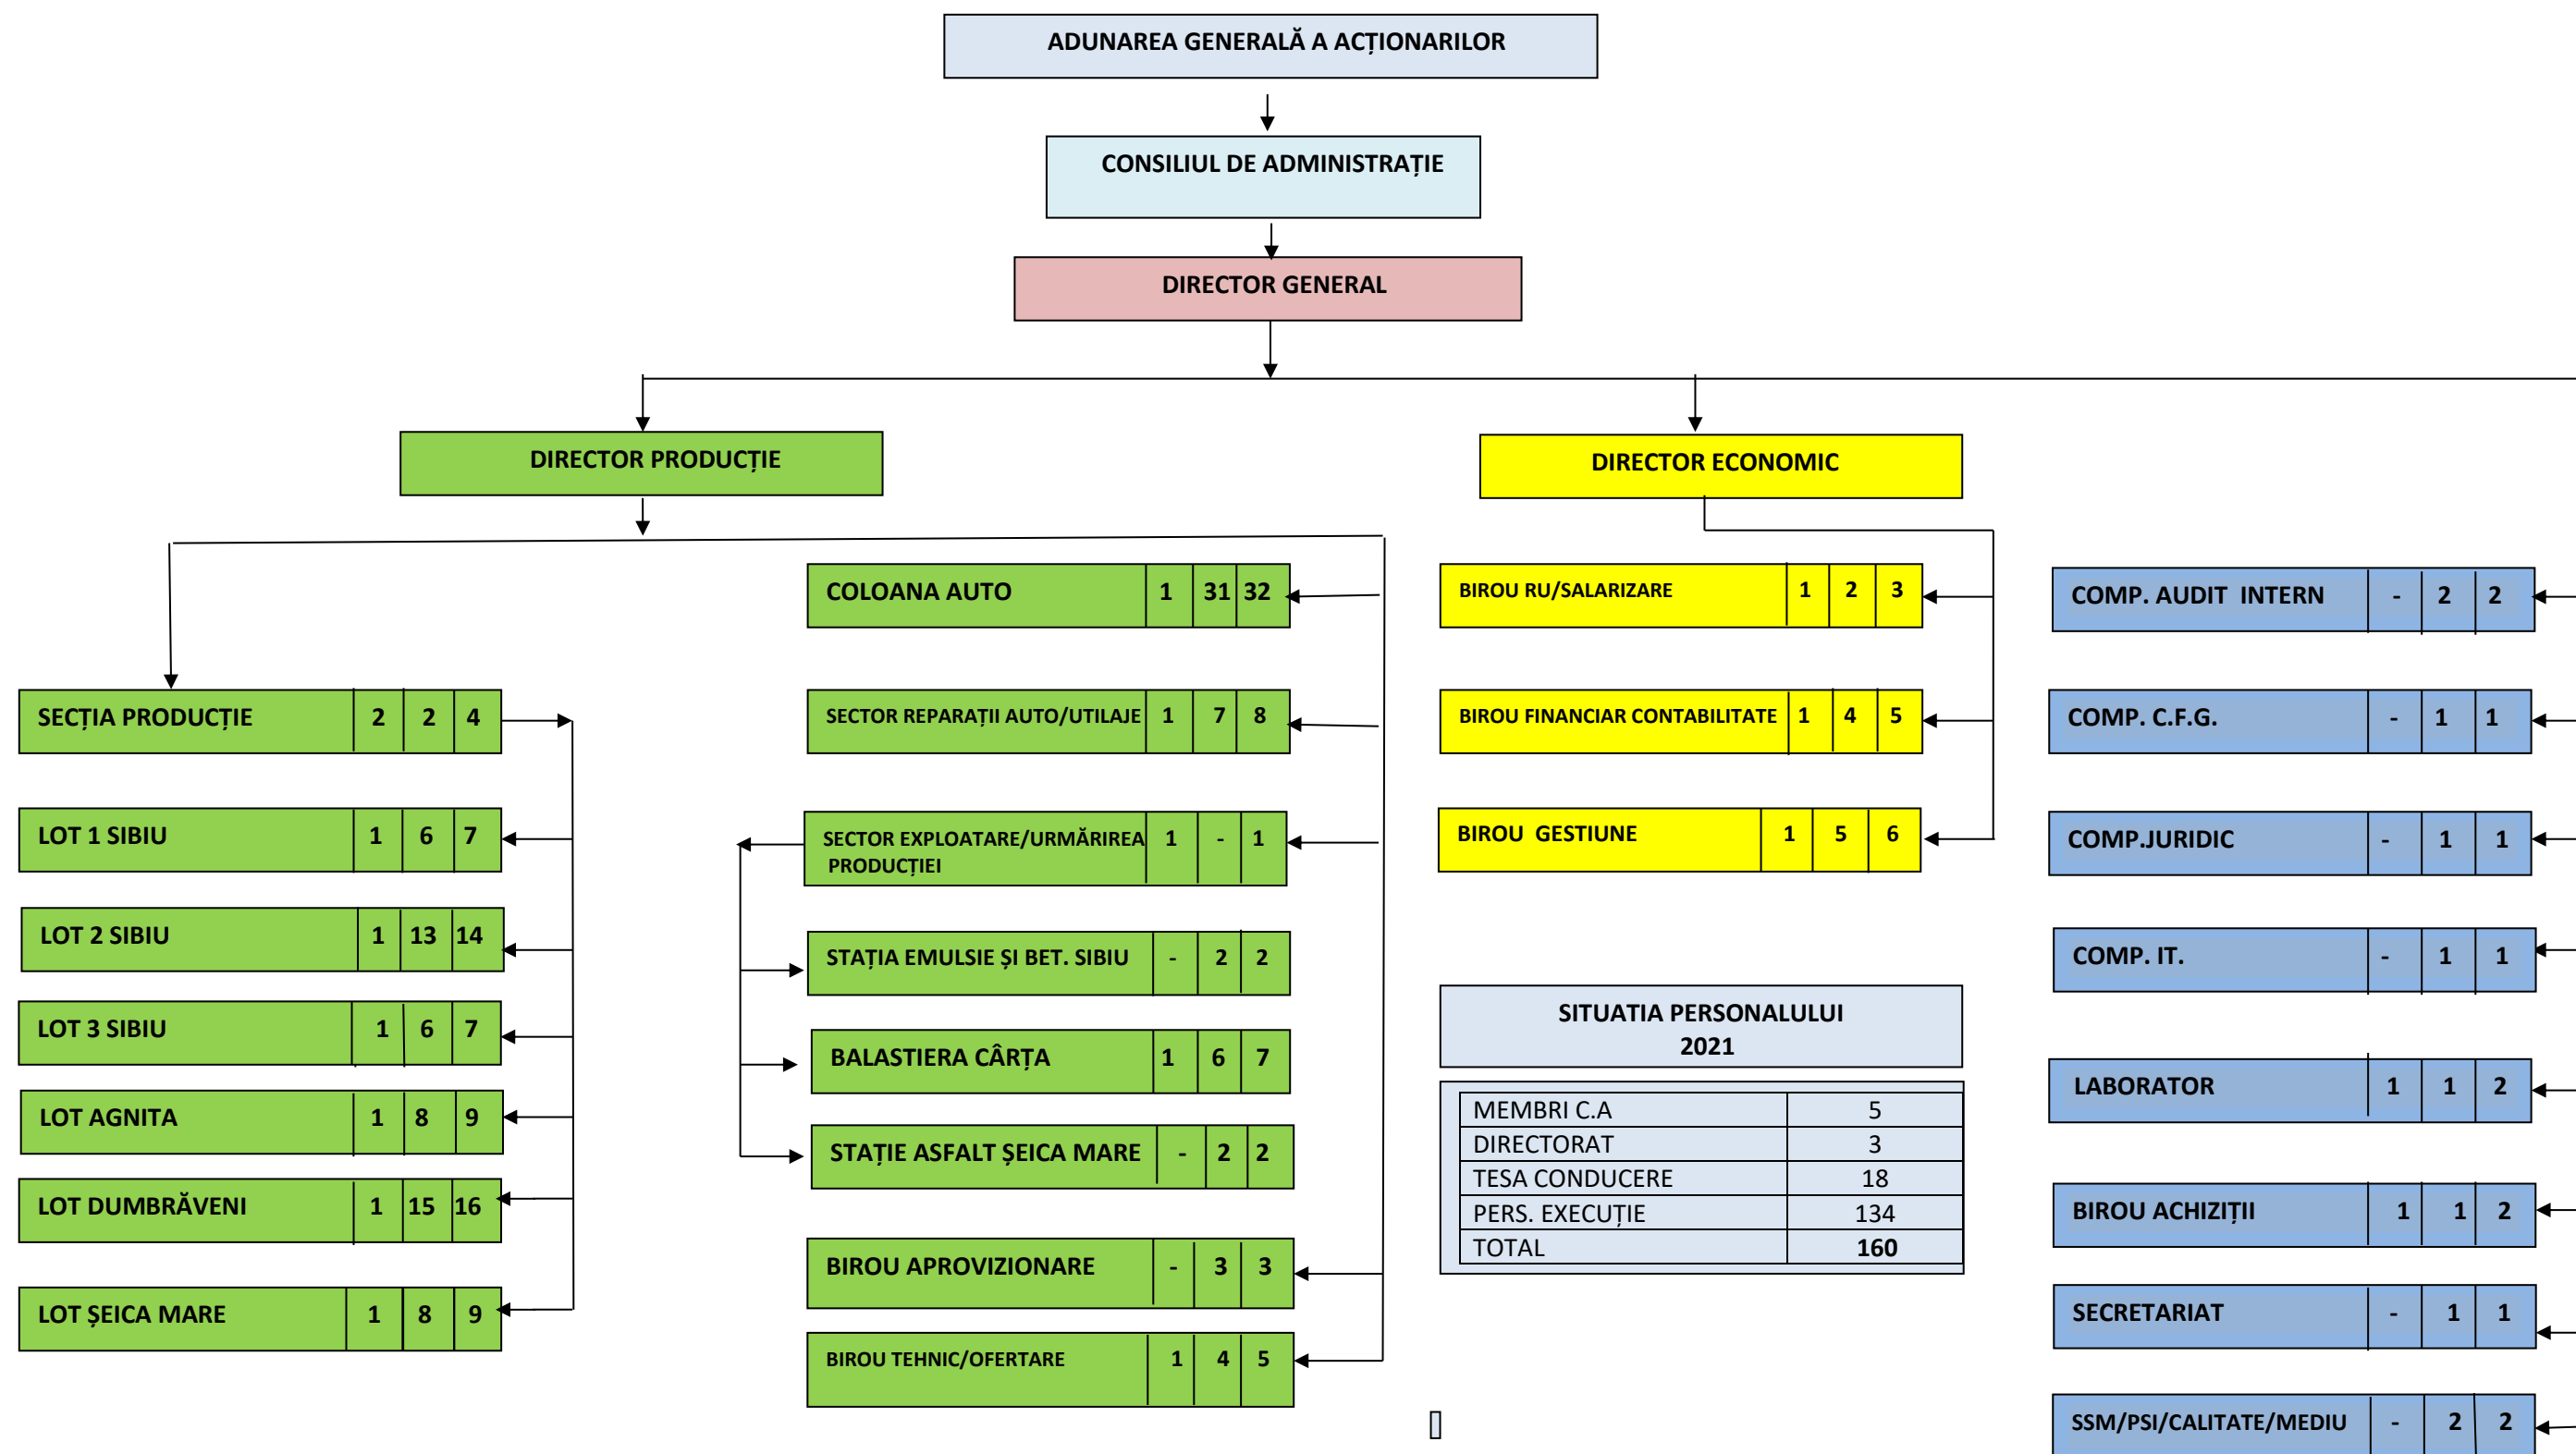 ADUNAREA GENERALĂ A ACȚIONARILOR
CONSILIUL DE ADMINISTRAȚIE
DIRECTOR GENERAL
DIRECTOR PRODUCȚIE
DIRECTOR ECONOMIC
SECȚIA PRODUCȚIE 2 2 4
LOT 1 SIBIU 1 6 7
LOT 2 SIBIU 1 13 14
LOT 3 SIBIU 1 6 7
LOT AGNITA 1 8 9
LOT DUMBRĂVENI 1 15 16
LOT ȘEICA MARE 1 8 9
COLOANA AUTO 1 31 32
SECTOR REPARAȚII AUTO/UTILAJE 1 7 8
SECTOR EXPLOATARE/URMĂRIREA 1 - 1
PRODUCȚIEI
STAȚIA EMULSIE ȘI BET. SIBIU - 2 2
BALASTIERA CÂRȚA 1 6 7
STAȚIE ASFALT ȘEICA MARE - 2 2
BIROU APROVIZIONARE - 3 3
BIROU TEHNIC/OFERTARE 1 4 5
BIROU RU/SALARIZARE 1 2 3
BIROU FINANCIAR CONTABILITATE 1 4 5
BIROU GESTIUNE 1 5 6
SITUATIA PERSONALULUI
2021
MEMBRI C.A 5
DIRECTORAT 3
TESA CONDUCERE 18
PERS. EXECUȚIE 134
TOTAL 160
COMP. AUDIT INTERN - 2 2
COMP. C.F.G. - 1 1
COMP.JURIDIC - 1 1
COMP. IT. - 1 1
LABORATOR 1 1 2
BIROU ACHIZIȚII 1 1 2
SECRETARIAT - 1 1
SSM/PSI/CALITATE/MEDIU - 2 2